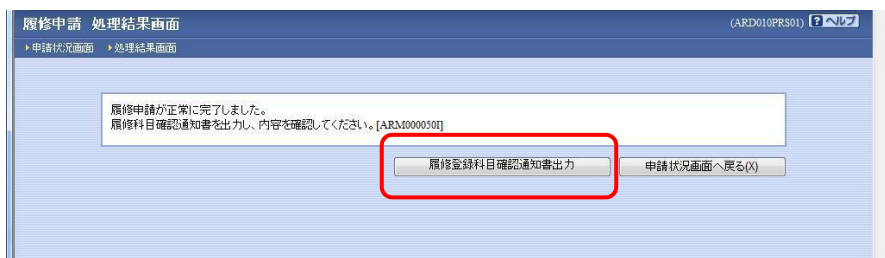 履修申請 処理結果画面
(ARD010PRS01) ?ヘルプ
▶申請状況画面 ▶処理結果画面
履修申請が正常に完了しました。
履修科目確認通知書を出力し、内容を確認してください。[ARM000050I]
履修登録科目確認通知書出力
申請状況画面へ戻る(X)